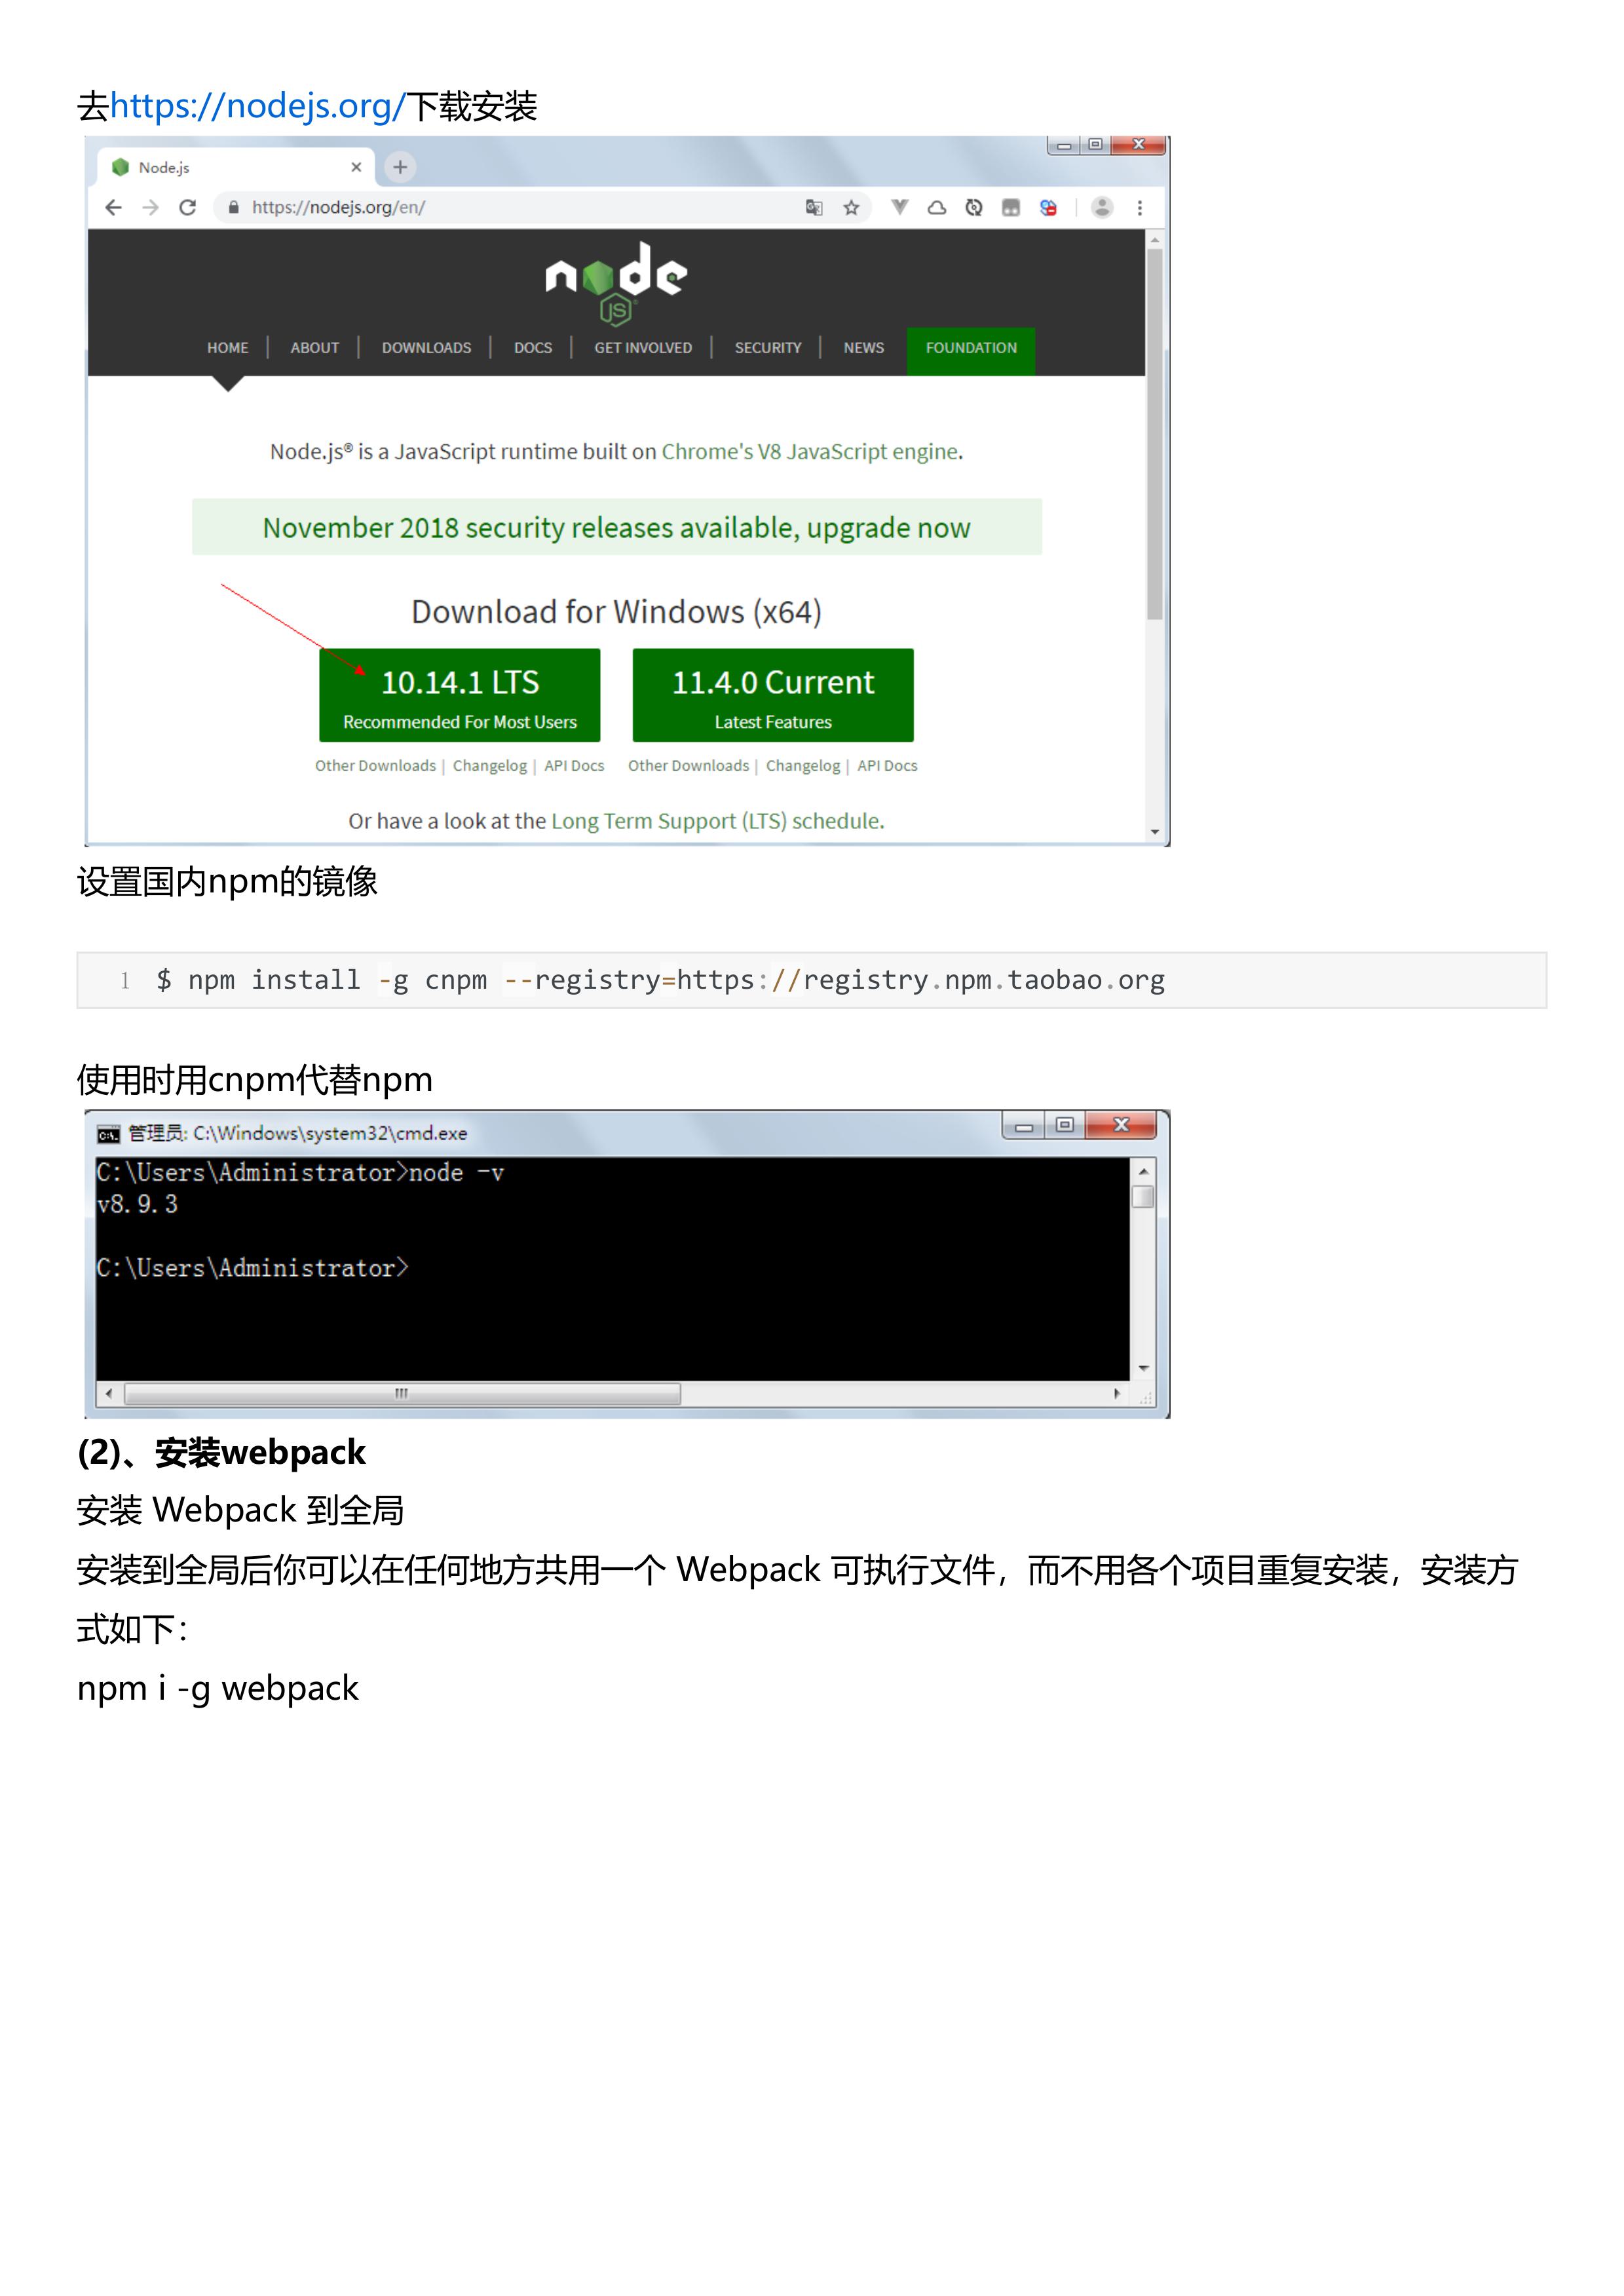 去https://nodejs.org/下载安装
Node.js
https://nodejs.org/en/
node
JS
HOME | ABOUT | DOWNLOADS | DOCS | GET INVOLVED | SECURITY | NEWS FOUNDATION
Node.js® is a JavaScript runtime built on Chrome's V8 JavaScript engine.
November 2018 security releases available, upgrade now
Download for Windows (x64)
10.14.1 LTS 11.4.0 Current
Recommended For Most Users Latest Features
Other Downloads | Changelog | API Docs Other Downloads | Changelog | API Docs
Or have a look at the Long Term Support (LTS) schedule.
设置国内npm的镜像
1 $ npm install -g cnpm --registry=https://registry.npm.taobao.org
使用时用cnpm代替npm
管理员: C:\Windows\system32\cmd.exe
C:\Users\Administrator>node -v
v8.9.3
C:\Users\Administrator>
(2)、安装webpack
安装 Webpack 到全局
安装到全局后你可以在任何地方共用一个 Webpack 可执行文件，而不用各个项目重复安装，安装方
式如下：
npm i -g webpack